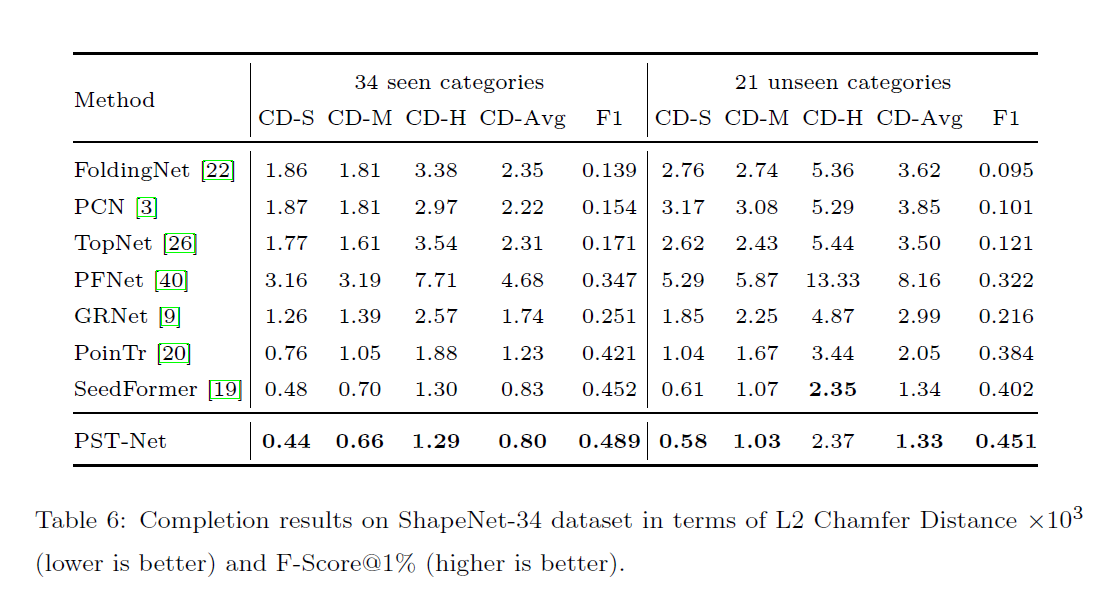 34 seen categories 21 unseen categories
Method
CD-S CD-M CD-H CD-Avg F1 CD-S CD-M CD-H CD-Avg F1
FoldingNet [22] 1.86 1.81 3.38 2.35 0.139 2.76 2.74 5.36 3.62 0.095
PCN [3] 1.87 1.81 2.97 2.22 0.154 3.17 3.08 5.29 3.85 0.101
TopNet [26] 1.77 1.61 3.54 2.31 0.171 2.62 2.43 5.44 3.50 0.121
PFNet [40] 3.16 3.19 7.71 4.68 0.347 5.29 5.87 13.33 8.16 0.322
GRNet [9] 1.26 1.39 2.57 1.74 0.251 1.85 2.25 4.87 2.99 0.216
PoinTr [20] 0.76 1.05 1.88 1.23 0.421 1.04 1.67 3.44 2.05 0.384
SeedFormer [19] 0.48 0.70 1.30 0.83 0.452 0.61 1.07 2.35 1.34 0.402
PST-Net 0.44 0.66 1.29 0.80 0.489 0.58 1.03 2.37 1.33 0.451
Table 6: Completion results on ShapeNet-34 dataset in terms of L2 Chamfer Distance ×10³
(lower is better) and F-Score@1% (higher is better).